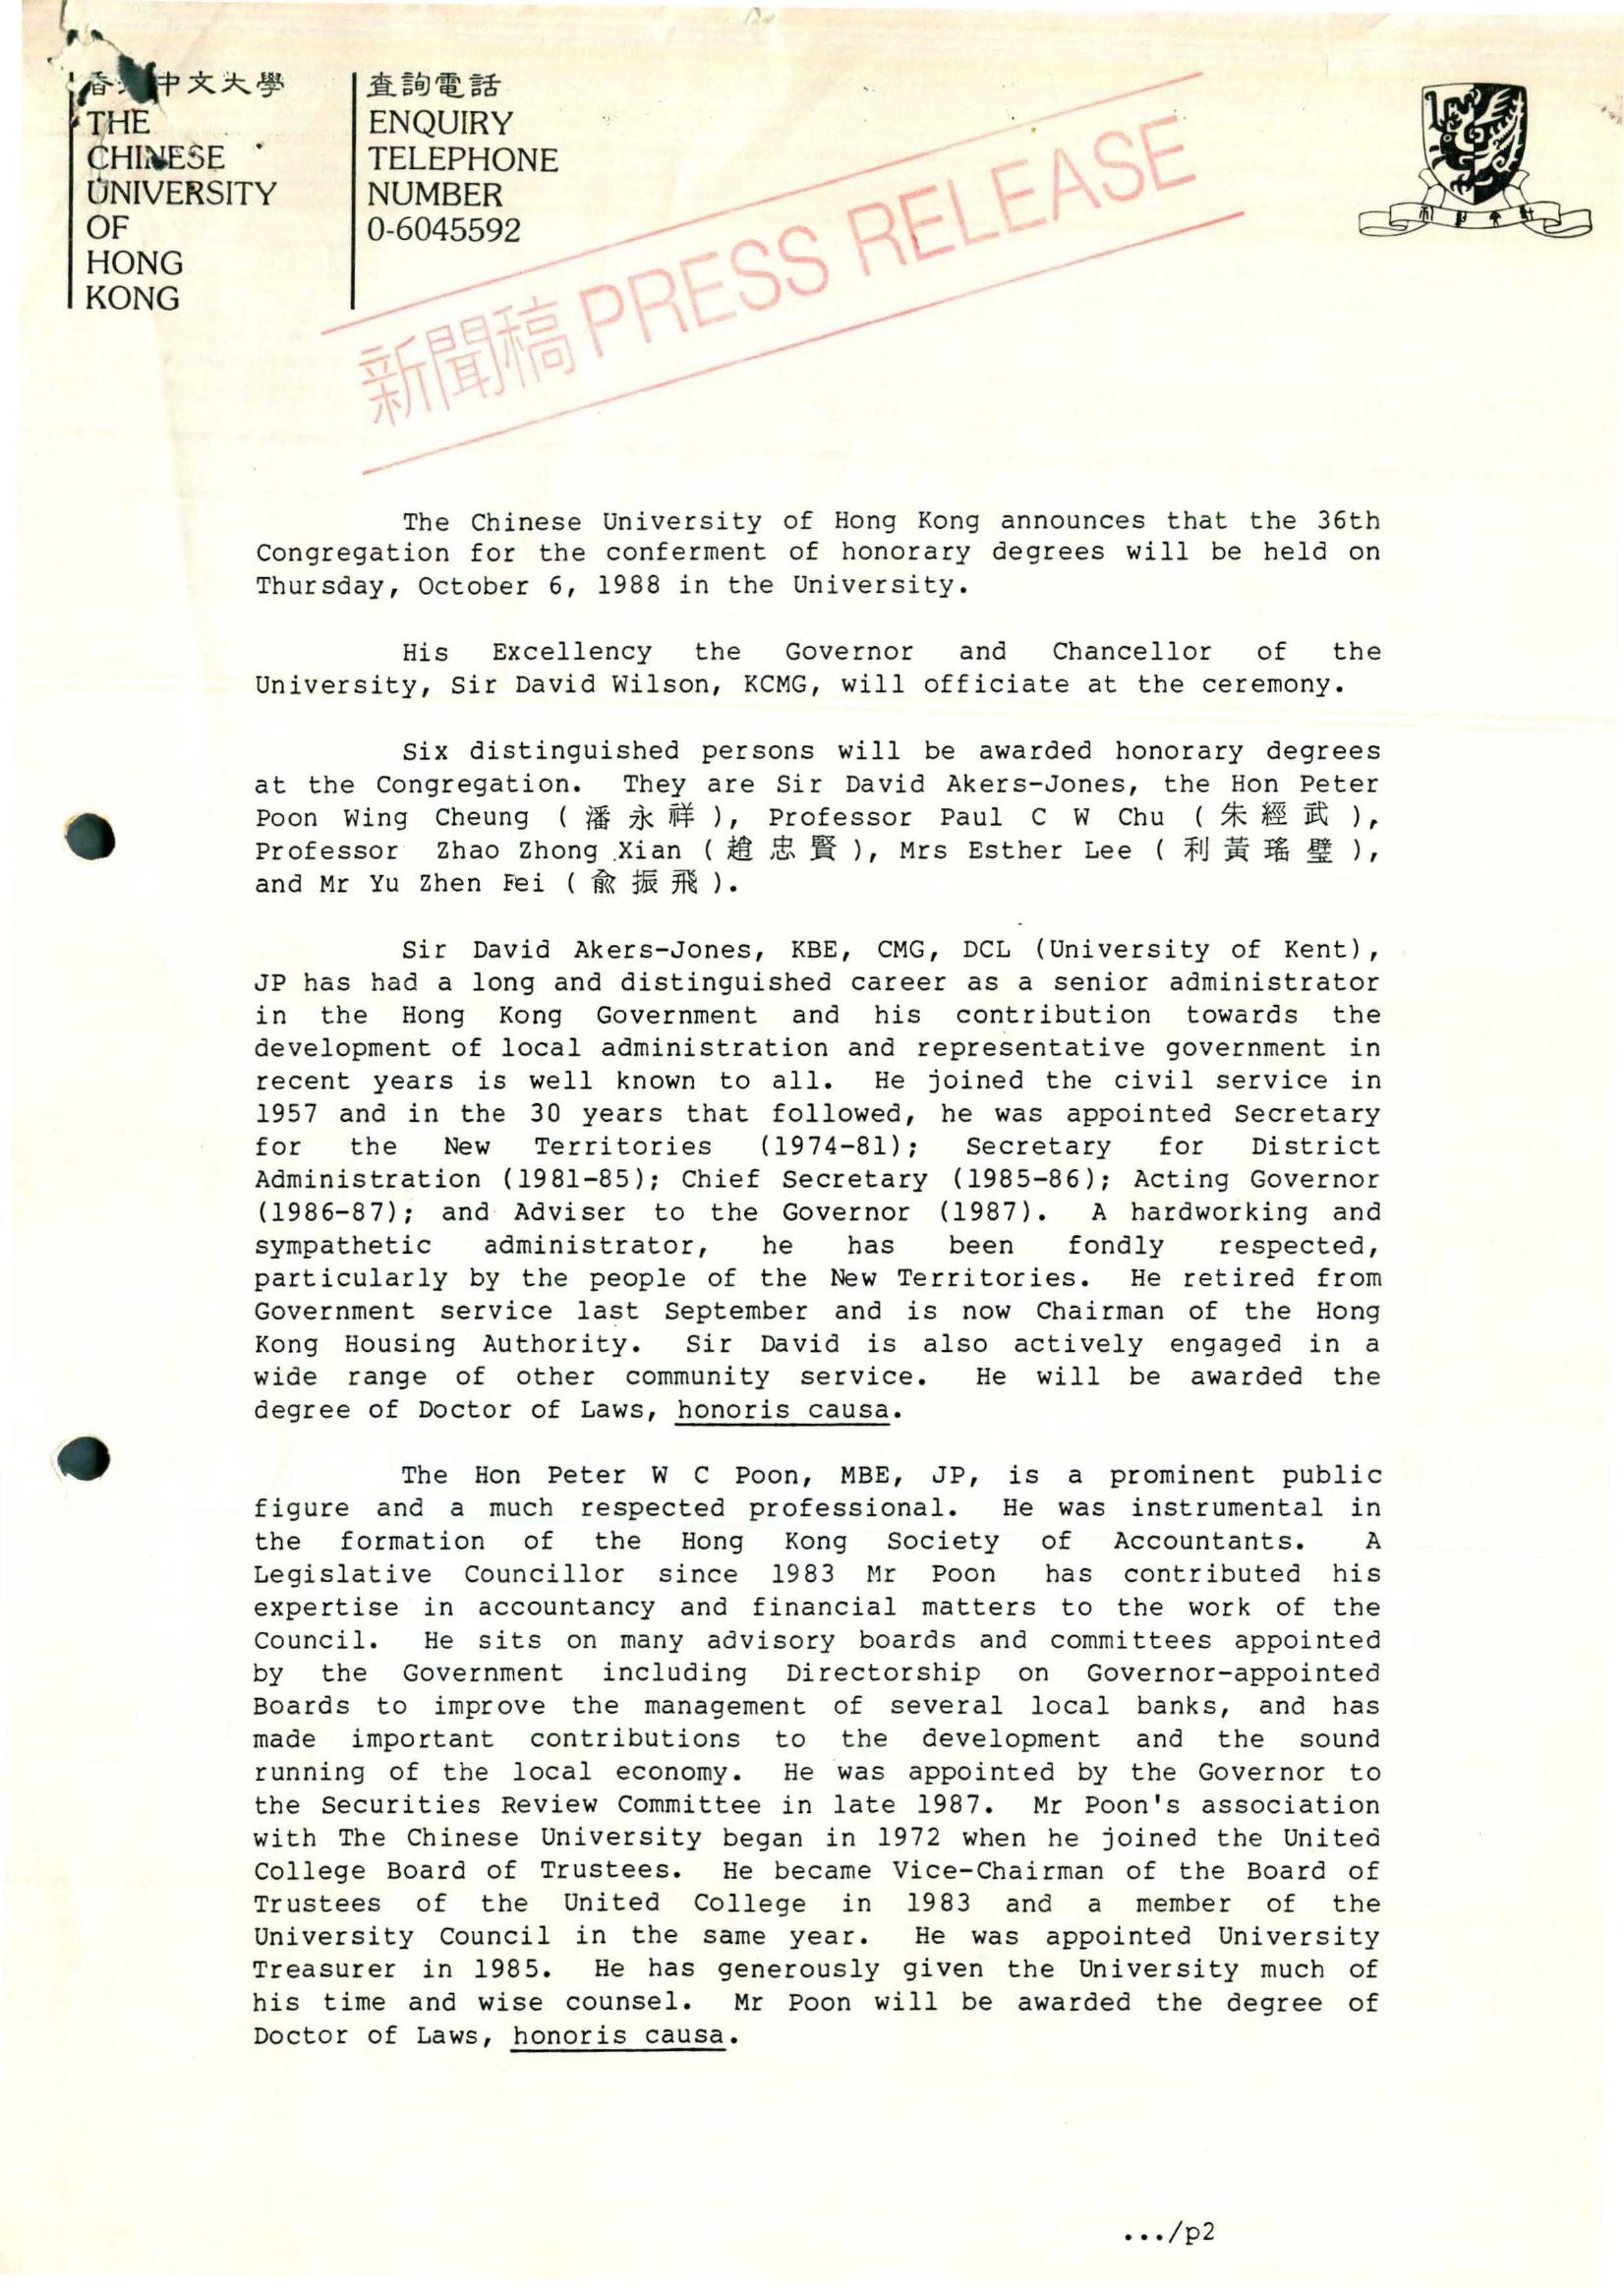 中文大學
THE
CHINESE
UNIVERSITY
OF
HONG
KONG
查詢電話
ENQUIRY
TELEPHONE
NUMBER
0-6045592
新聞稿 PRESS RELEASE
The Chinese University of Hong Kong announces that the 36th
Congregation for the conferment of honorary degrees will be held on
Thursday, October 6, 1988 in the University.
His Excellency the Governor and Chancellor of the
University, Sir David Wilson, KCMG, will officiate at the ceremony.
Six distinguished persons will be awarded honorary degrees
at the Congregation. They are Sir David Akers-Jones, the Hon Peter
Poon Wing Cheung ( 潘永祥 ), Professor Paul C W Chu ( 朱經武 ),
Professor Zhao Zhong Xian ( 趙忠賢 ), Mrs Esther Lee ( 利黃瑤璧 ),
and Mr Yu Zhen Fei ( 俞振飛 ).
Sir David Akers-Jones, KBE, CMG, DCL (University of Kent),
JP has had a long and distinguished career as a senior administrator
in the Hong Kong Government and his contribution towards the
development of local administration and representative government in
recent years is well known to all. He joined the civil service in
1957 and in the 30 years that followed, he was appointed Secretary
for the New Territories (1974-81); Secretary for District
Administration (1981-85); Chief Secretary (1985-86); Acting Governor
(1986-87); and Adviser to the Governor (1987). A hardworking and
sympathetic administrator, he has been fondly respected,
particularly by the people of the New Territories. He retired from
Government service last September and is now Chairman of the Hong
Kong Housing Authority. Sir David is also actively engaged in a
wide range of other community service. He will be awarded the
degree of Doctor of Laws, honoris causa.
The Hon Peter W C Poon, MBE, JP, is a prominent public
figure and a much respected professional. He was instrumental in
the formation of the Hong Kong Society of Accountants. A
Legislative Councillor since 1983 Mr Poon has contributed his
expertise in accountancy and financial matters to the work of the
Council. He sits on many advisory boards and committees appointed
by the Government including Directorship on Governor-appointed
Boards to improve the management of several local banks, and has
made important contributions to the development and the sound
running of the local economy. He was appointed by the Governor to
the Securities Review Committee in late 1987. Mr Poon's association
with The Chinese University began in 1972 when he joined the United
College Board of Trustees. He became Vice-Chairman of the Board of
Trustees of the United College in 1983 and a member of the
University Council in the same year. He was appointed University
Treasurer in 1985. He has generously given the University much of
his time and wise counsel. Mr Poon will be awarded the degree of
Doctor of Laws, honoris causa.
.../p2